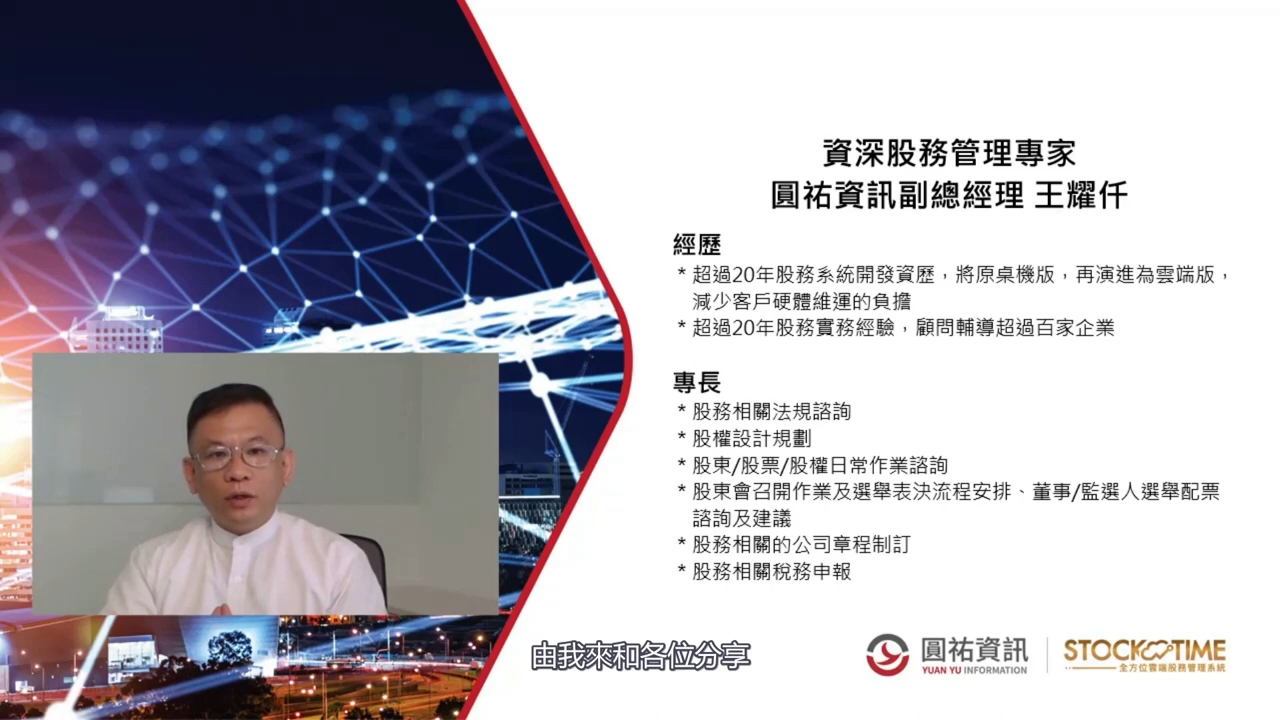 資深股務管理專家
圓祐資訊副總經理 王耀仟
經歷
* 超過20年股務系統開發資歷，將原桌機版，再演進為雲端版，
減少客戶硬體維運的負擔
* 超過20年股務實務經驗，顧問輔導超過百家企業
專長
* 股務相關法規諮詢
* 股權設計規劃
* 股東/股票/股權日常作業諮詢
* 股東會召開作業及選舉表決流程安排、董事/監選人選舉配票
諮詢及建議
* 股務相關的公司章程制訂
* 股務相關稅務申報
由我來和各位分享
圓祐資訊
YUAN YU INFORMATION
STOCK TIME
全方位雲端股務管理系統